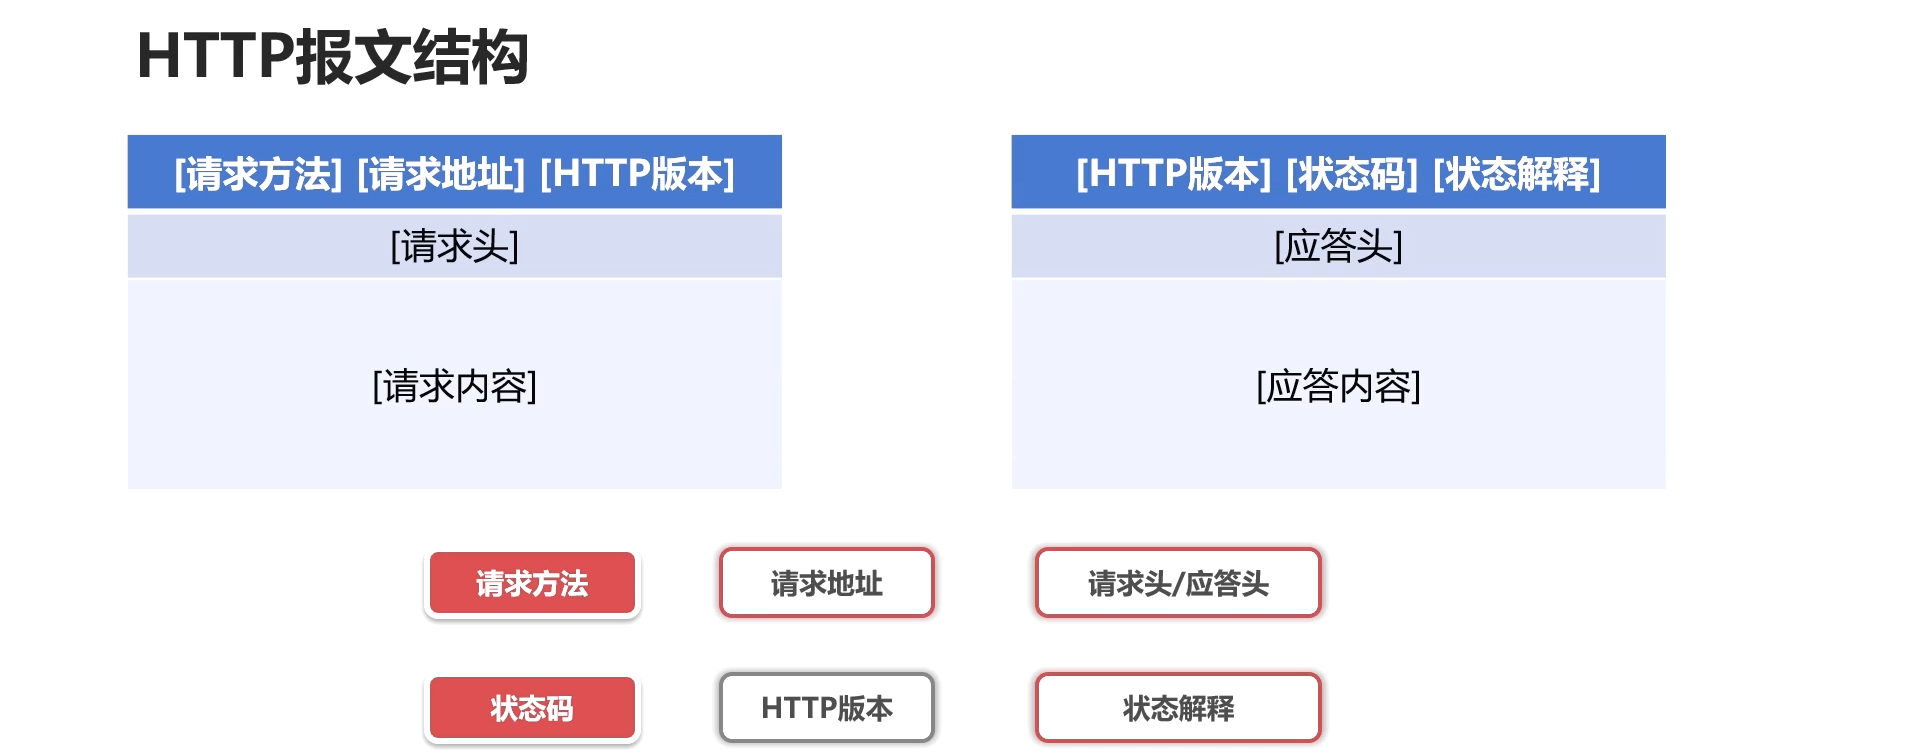 HTTP报文结构
[请求方法] [请求地址] [HTTP版本]
[请求头]
[请求内容]
[HTTP版本] [状态码] [状态解释]
[应答头]
[应答内容]
请求方法
请求地址
请求头/应答头
状态码
HTTP版本
状态解释